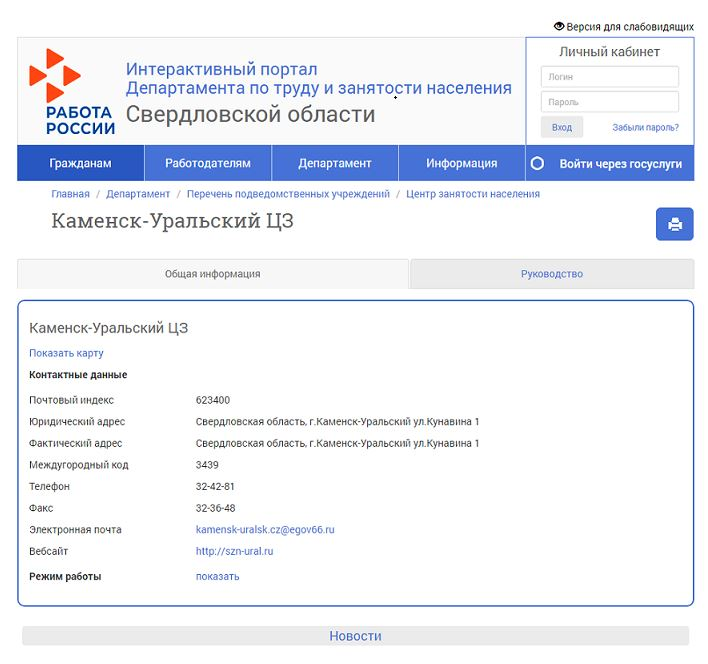 Версия для слабовидящих
Личный кабинет
Логин
Пароль
Вход Забыли пароль?
РАБОТА
РОССИИ
Интерактивный портал
Департамента по труду и занятости населения
Свердловской области
Гражданам Работодателям Департамент Информация Войти через госуслуги
Главная / Департамент / Перечень подведомственных учреждений / Центр занятости населения
Каменск-Уральский ЦЗ
Общая информация Руководство
Каменск-Уральский ЦЗ
Показать карту
Контактные данные
Почтовый индекс 623400
Юридический адрес Свердловская область, г.Каменск-Уральский ул.Кунавина 1
Фактический адрес Свердловская область, г.Каменск-Уральский ул.Кунавина 1
Междугородный код 3439
Телефон 32-42-81
Факс 32-36-48
Электронная почта kamensk-uralsk.cz@egov66.ru
Вебсайт http://szn-ural.ru
Режим работы показать
Новости